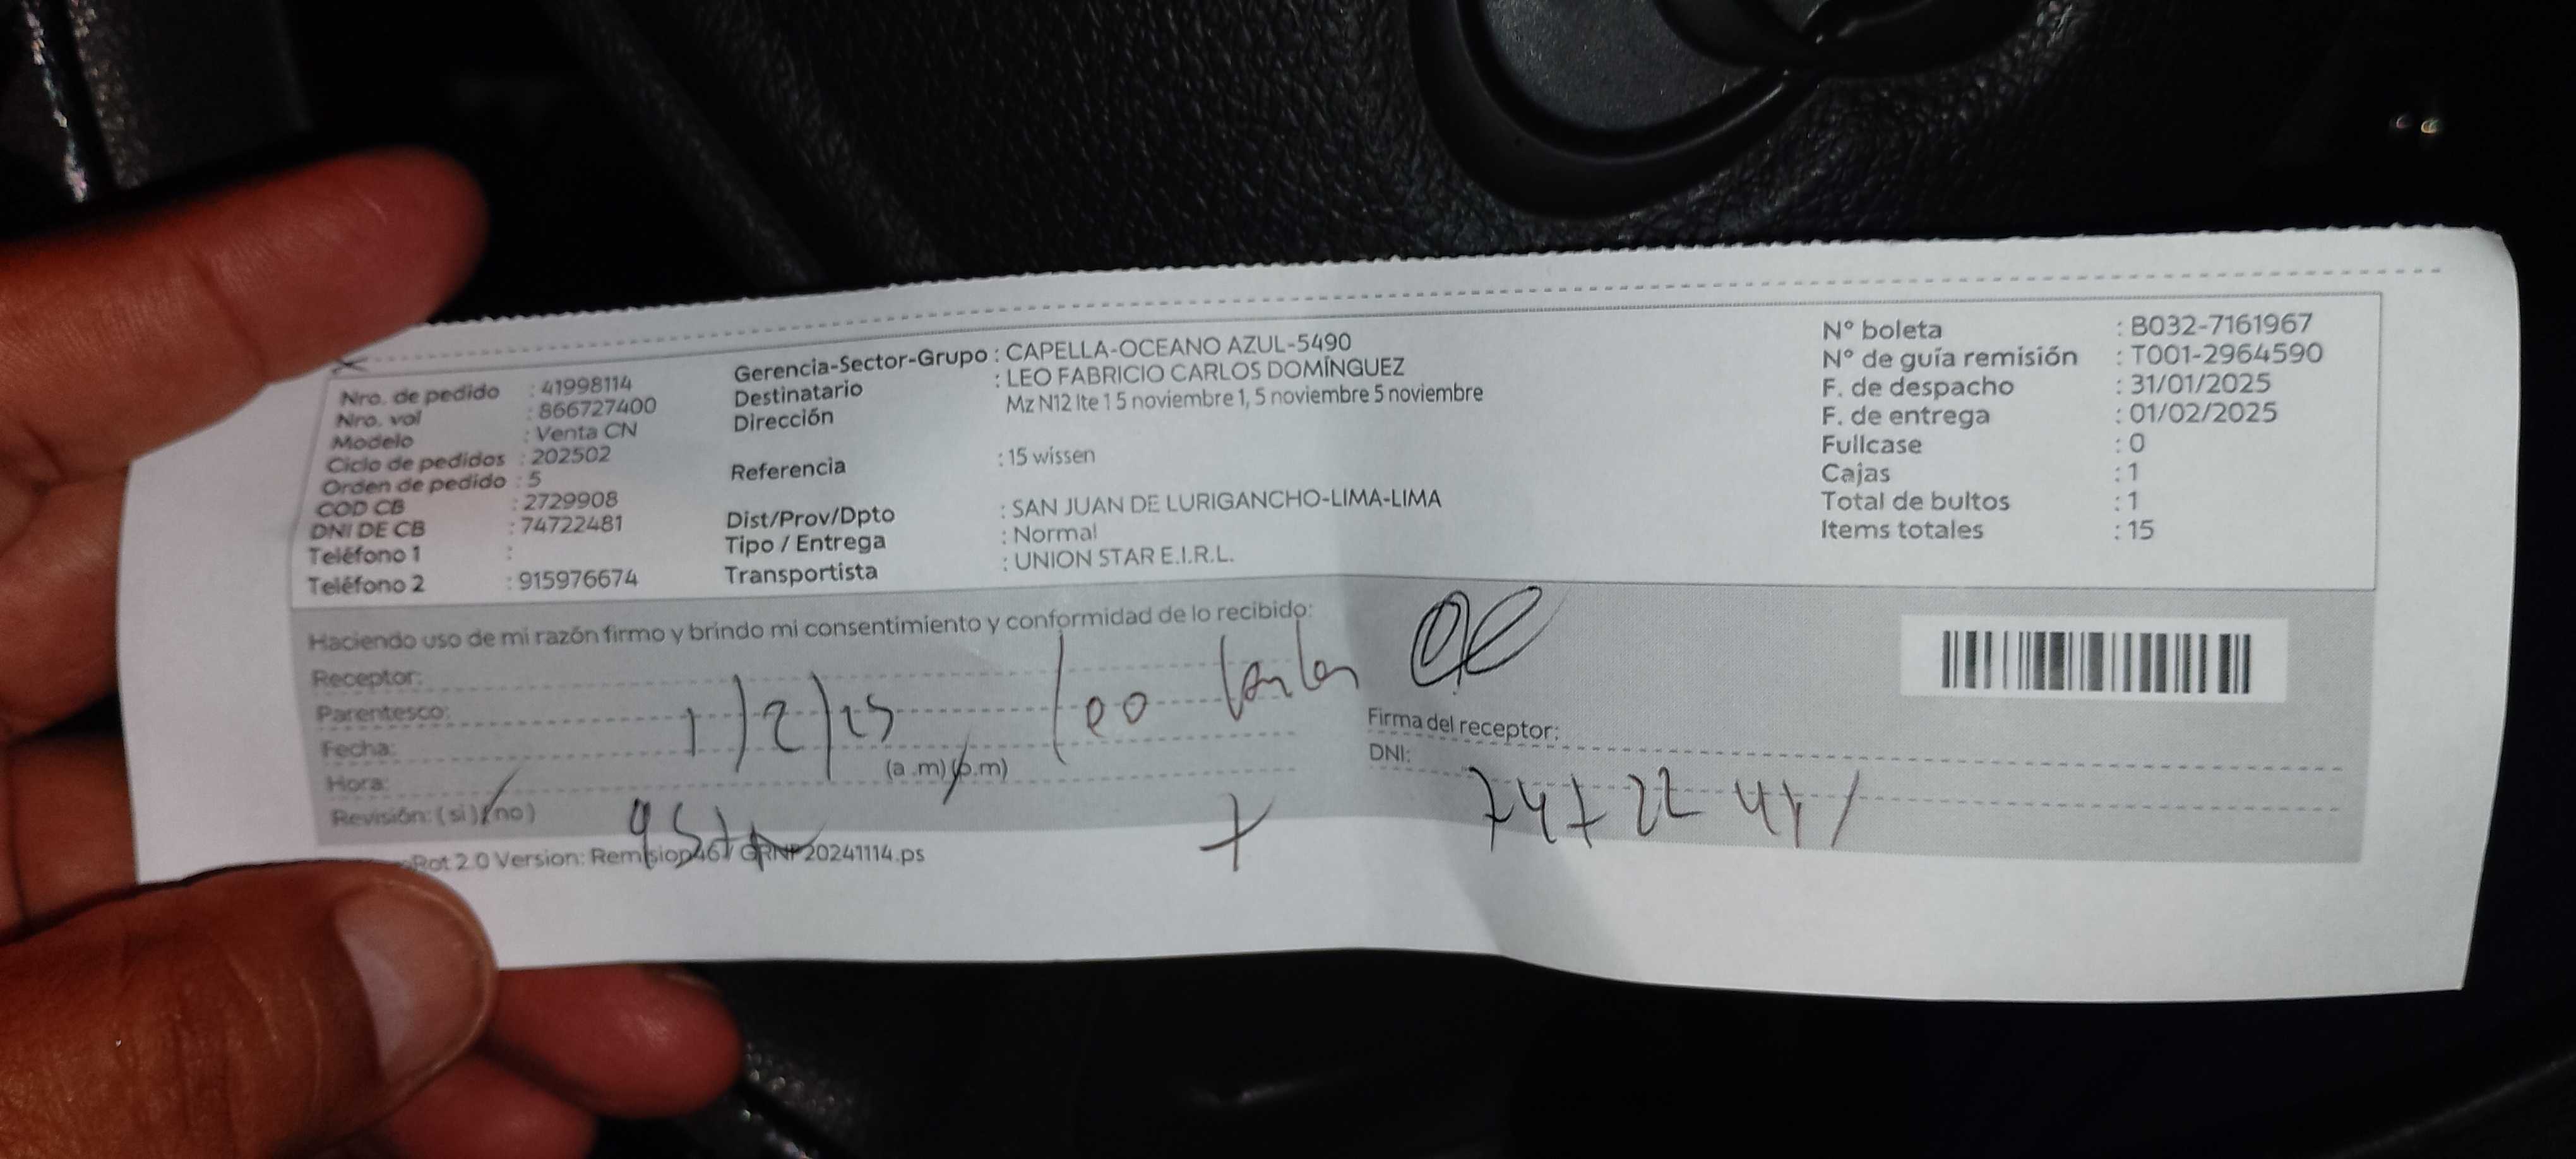 Nro. de pedido : 41998114
Nro. vol : 866727400
Modelo : Venta CN
Ciclo de pedidos : 202502
Orden de pedido : 5
COD CB : 2729908
DNI DE CB : 74722481
Teléfono 1 :
Teléfono 2 : 915976674
Gerencia-Sector-Grupo : CAPELLA-OCEANO AZUL-5490
Destinatario : LEO FABRICIO CARLOS DOMÍNGUEZ
Dirección Mz N12 lte 1 5 noviembre 1, 5 noviembre 5 noviembre
Referencia : 15 wissen
Dist/Prov/Dpto : SAN JUAN DE LURIGANCHO-LIMA-LIMA
Tipo / Entrega : Normal
Transportista : UNION STAR E.I.R.L.
N° boleta : B032-7161967
N° de guía remisión : T001-2964590
F. de despacho : 31/01/2025
F. de entrega : 01/02/2025
Fullcase : 0
Cajas : 1
Total de bultos : 1
Items totales : 15
Haciendo uso de mi razón firmo y brindo mi consentimiento y conformidad de lo recibido:
Receptor:
Parentesco:
Fecha: 1/2/25 Leo Carlos
Hora: (a.m) (p.m)
Revisión: (si) (no)
Firma del receptor:
DNI:
Rot 2.0 Version: 20241114.ps